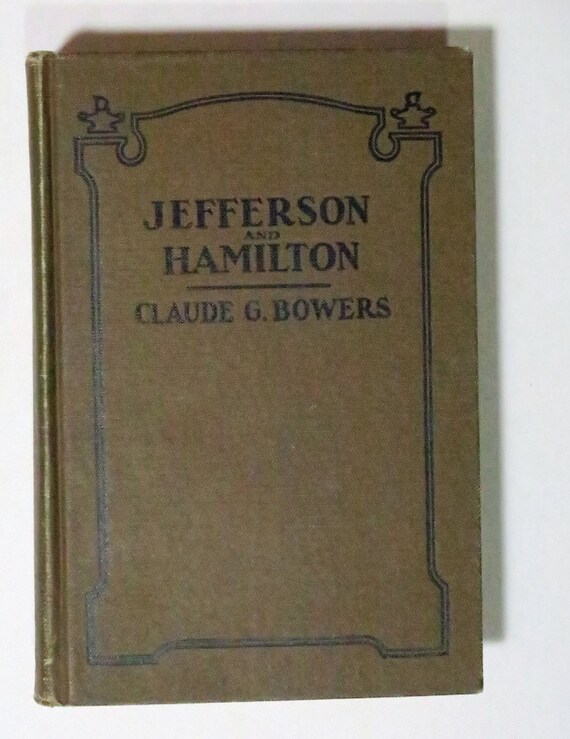 JEFFERSON
AND
HAMILTON
CLAUDE G. BOWERS